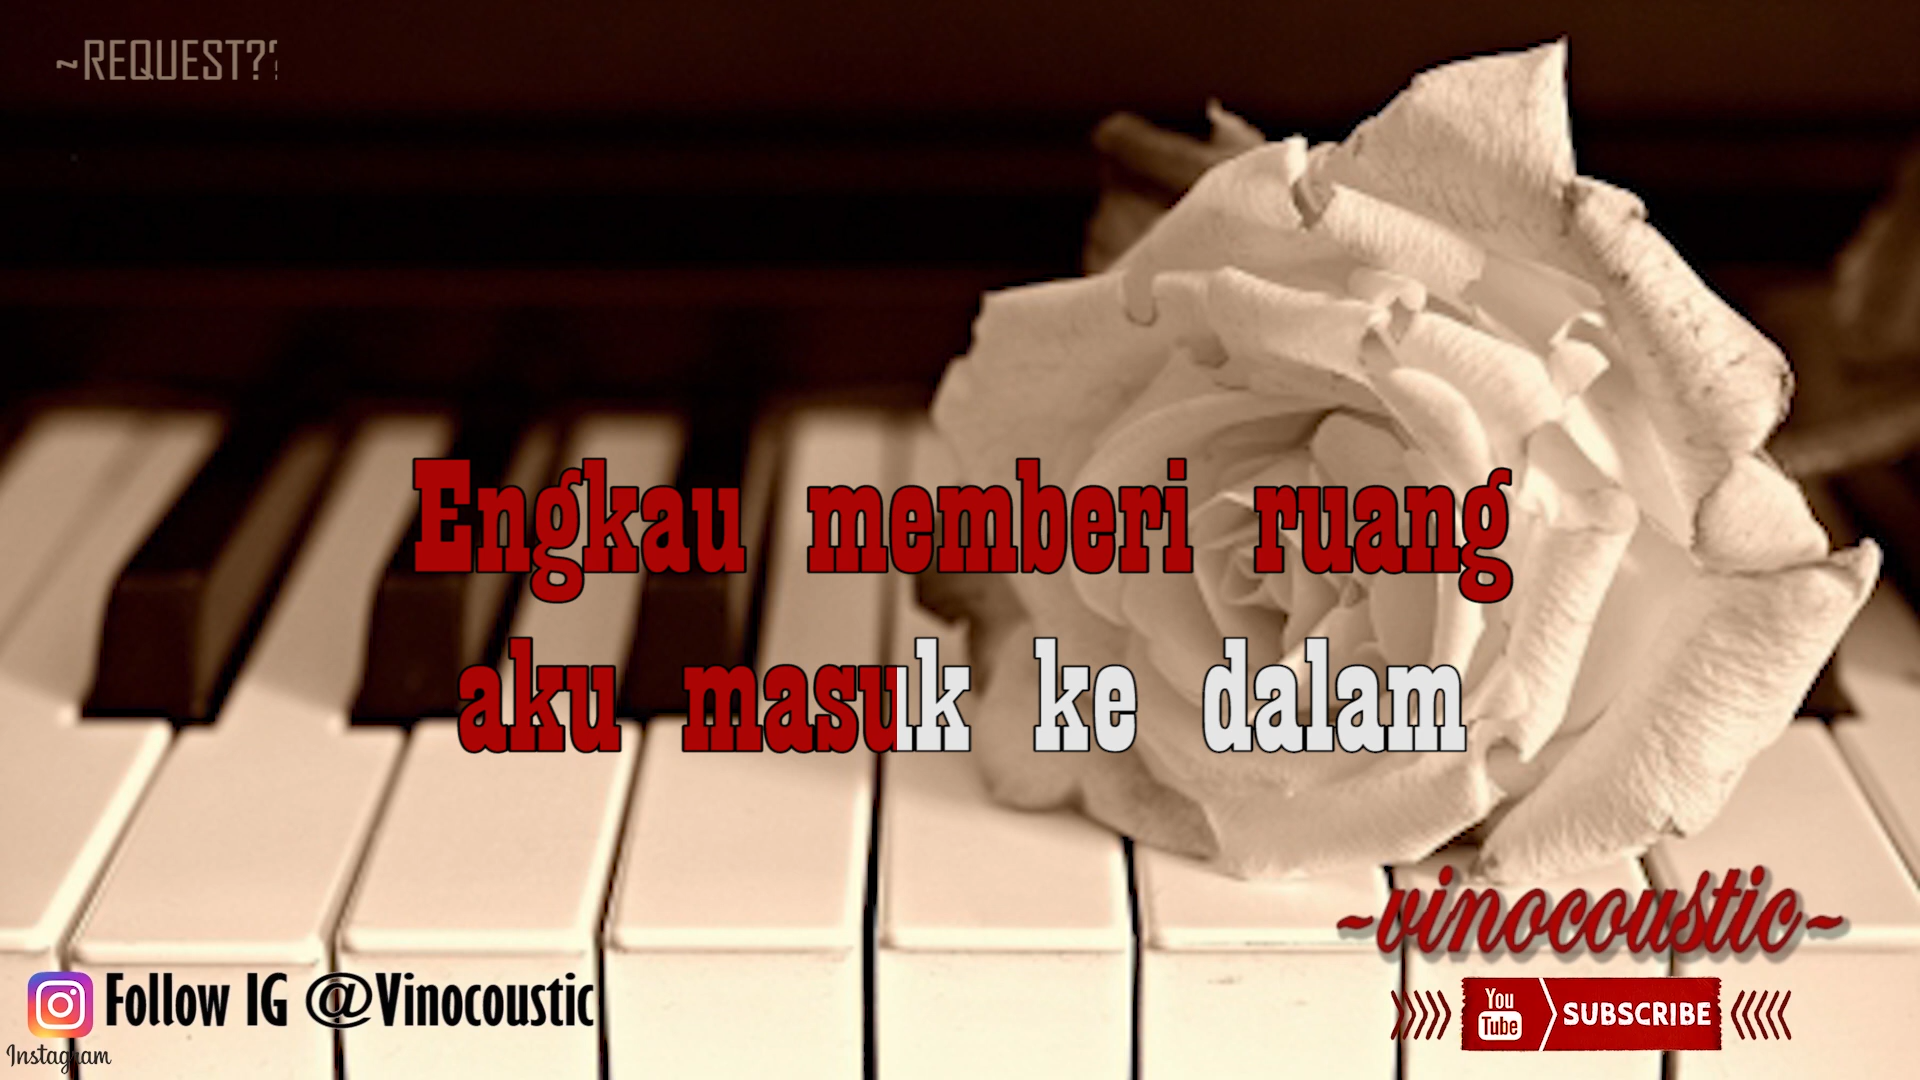 ~REQUEST??
Engkau memberi ruang
aku masuk ke dalam
~vinocoustic~
Follow IG @Vinocoustic
Instagram
You
Tube
SUBSCRIBE